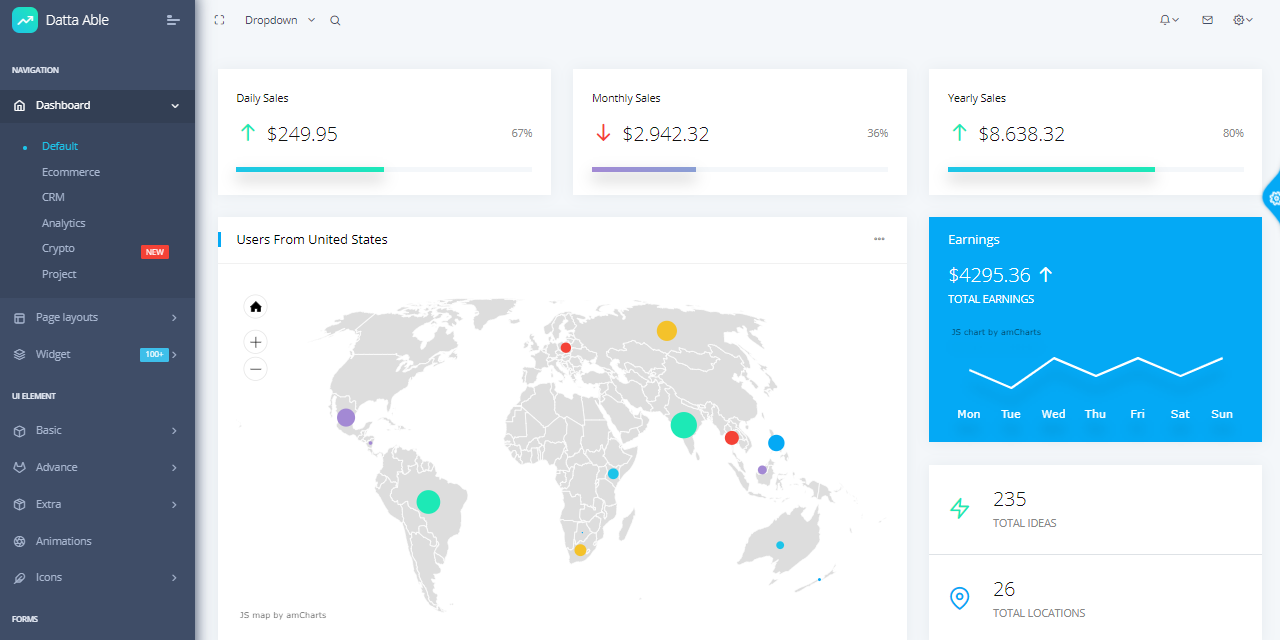 Datta Able
NAVIGATION
Dashboard
Default
Ecommerce
CRM
Analytics
Crypto NEW
Project
Page layouts
Widget 100+
UI ELEMENT
Basic
Advance
Extra
Animations
Icons
FORMS
Dropdown
Daily Sales
$249.95 67%
Monthly Sales
$2.942.32 36%
Yearly Sales
$8.638.32 80%
Users From United States
JS map by amCharts
Earnings
$4295.36
TOTAL EARNINGS
JS chart by amCharts
Mon Tue Wed Thu Fri Sat Sun
235
TOTAL IDEAS
26
TOTAL LOCATIONS